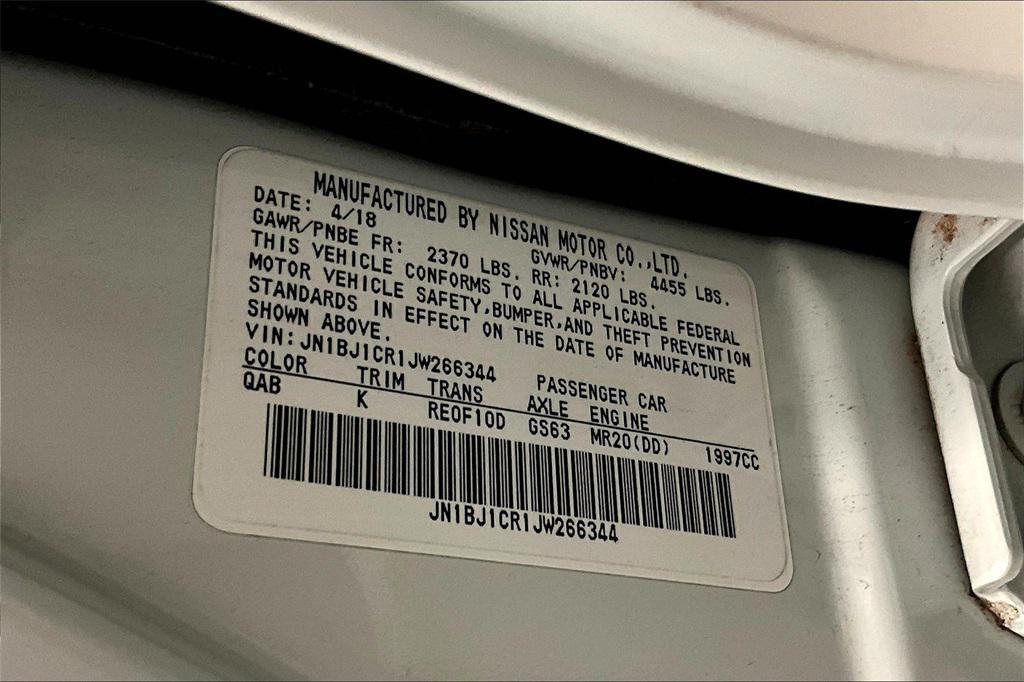 MANUFACTURED BY NISSAN MOTOR CO.,LTD.
DATE: 4/18 GVWR/PNBV: 4455 LBS.
GAWR/PNBE FR: 2370 LBS. RR: 2120 LBS.
THIS VEHICLE CONFORMS TO ALL APPLICABLE FEDERAL
MOTOR VEHICLE SAFETY,BUMPER,AND THEFT PREVENTION
STANDARDS IN EFFECT ON THE DATE OF MANUFACTURE
SHOWN ABOVE.
VIN:JN1BJ1CR1JW266344 PASSENGER CAR
COLOR TRIM TRANS AXLE ENGINE
QAB K RE0F10D GS63 MR20(DD) 1997CC
JN1BJ1CR1JW266344